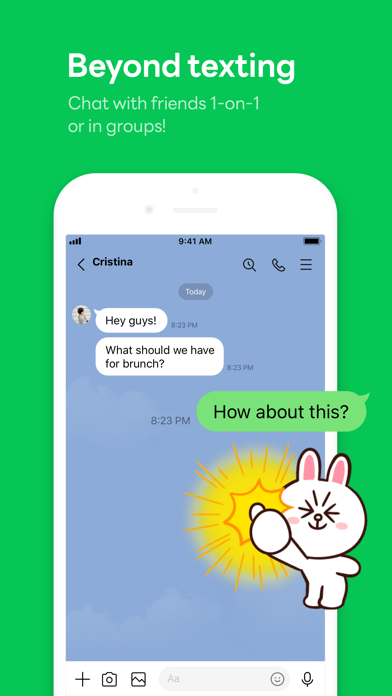 Beyond texting
Chat with friends 1-on-1
or in groups!
9:41 AM
Cristina
Today
Hey guys!
8:23 PM
What should we have
for brunch?
8:23 PM
How about this?
8:23 PM
Aa